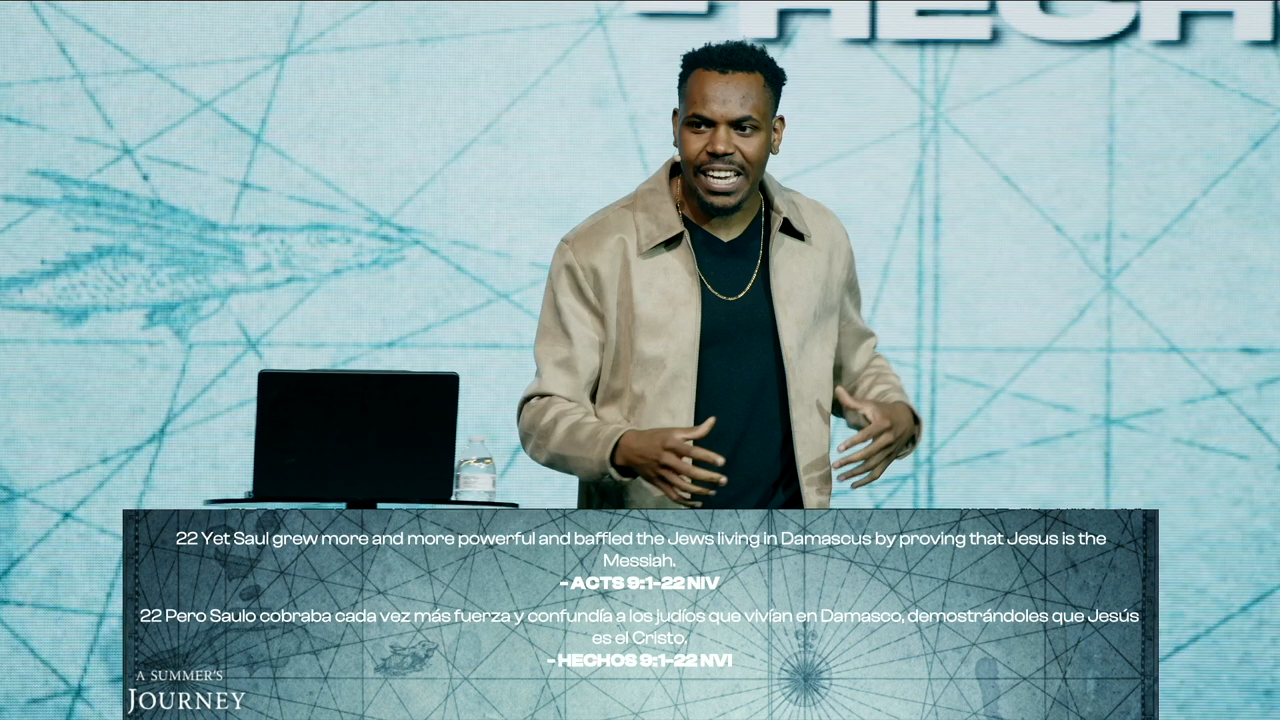 - HECH
22 Yet Saul grew more and more powerful and baffled the Jews living in Damascus by proving that Jesus is the
Messiah.
- ACTS 9:1-22 NIV
22 Pero Saulo cobraba cada vez más fuerza y confundía a los judíos que vivían en Damasco, demostrándoles que Jesús
es el Cristo.
- HECHOS 9:1-22 NVI
A SUMMER'S
JOURNEY